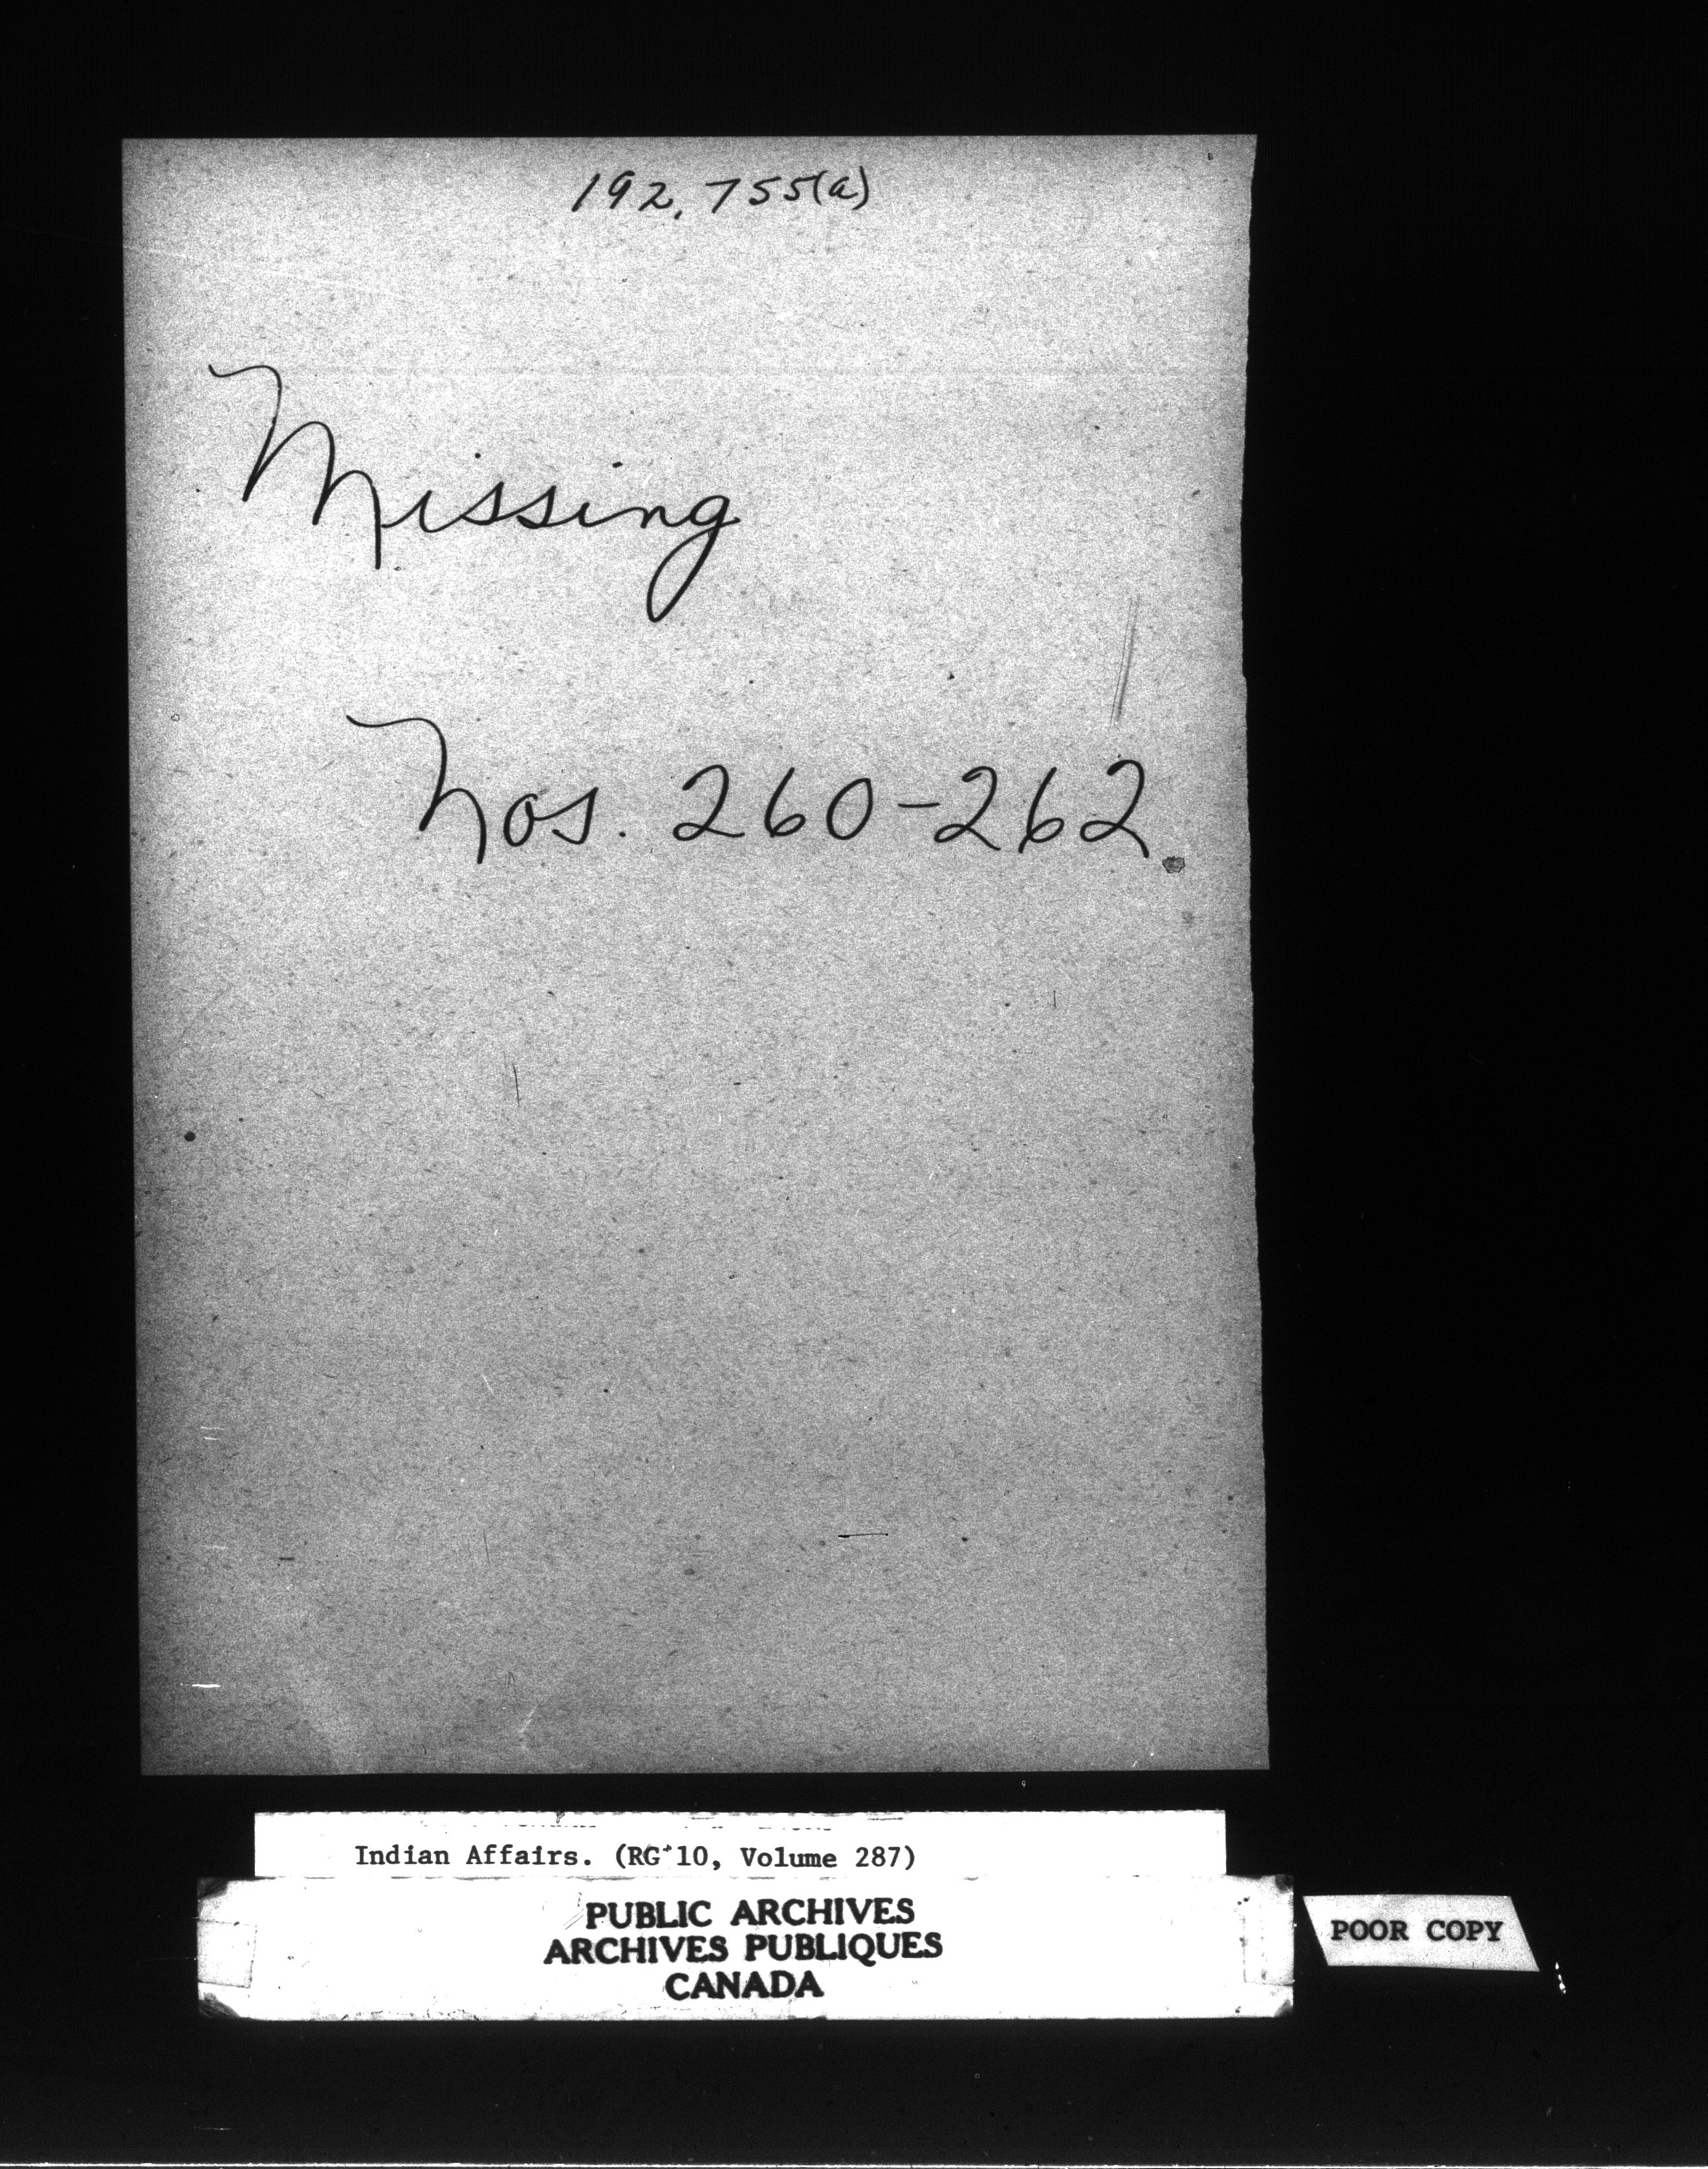 192,755(a)
Missing
Nos. 260-262
Indian Affairs. (RG 10, Volume 287)
PUBLIC ARCHIVES
ARCHIVES PUBLIQUES
CANADA
POOR COPY